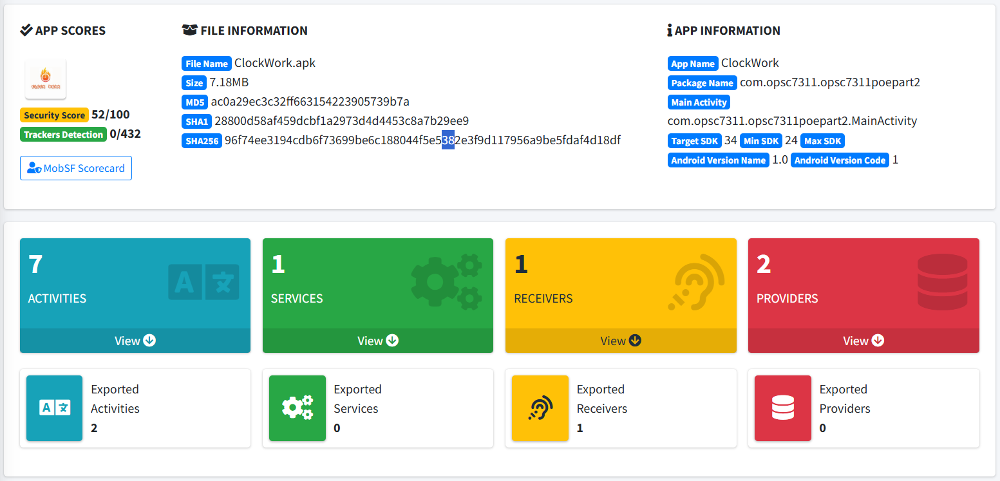 APP SCORES
CLOCK WORK
Security Score 52/100
Trackers Detection 0/432
MobSF Scorecard
FILE INFORMATION
File Name ClockWork.apk
Size 7.18MB
MD5 ac0a29ec3c32ff663154223905739b7a
SHA1 28800d58af459dcbf1a2973d4d4453c8a7b29ee9
SHA256 96f74ee3194cdb6f73699be6c188044f5e5382e3f9d117956a9be5fdaf4d18df
APP INFORMATION
App Name ClockWork
Package Name com.opsc7311.opsc7311poepart2
Main Activity
com.opsc7311.opsc7311poepart2.MainActivity
Target SDK 34 Min SDK 24 Max SDK
Android Version Name 1.0 Android Version Code 1
7
ACTIVITIES
View
1
SERVICES
View
1
RECEIVERS
View
2
PROVIDERS
View
Exported
Activities
2
Exported
Services
0
Exported
Receivers
1
Exported
Providers
0